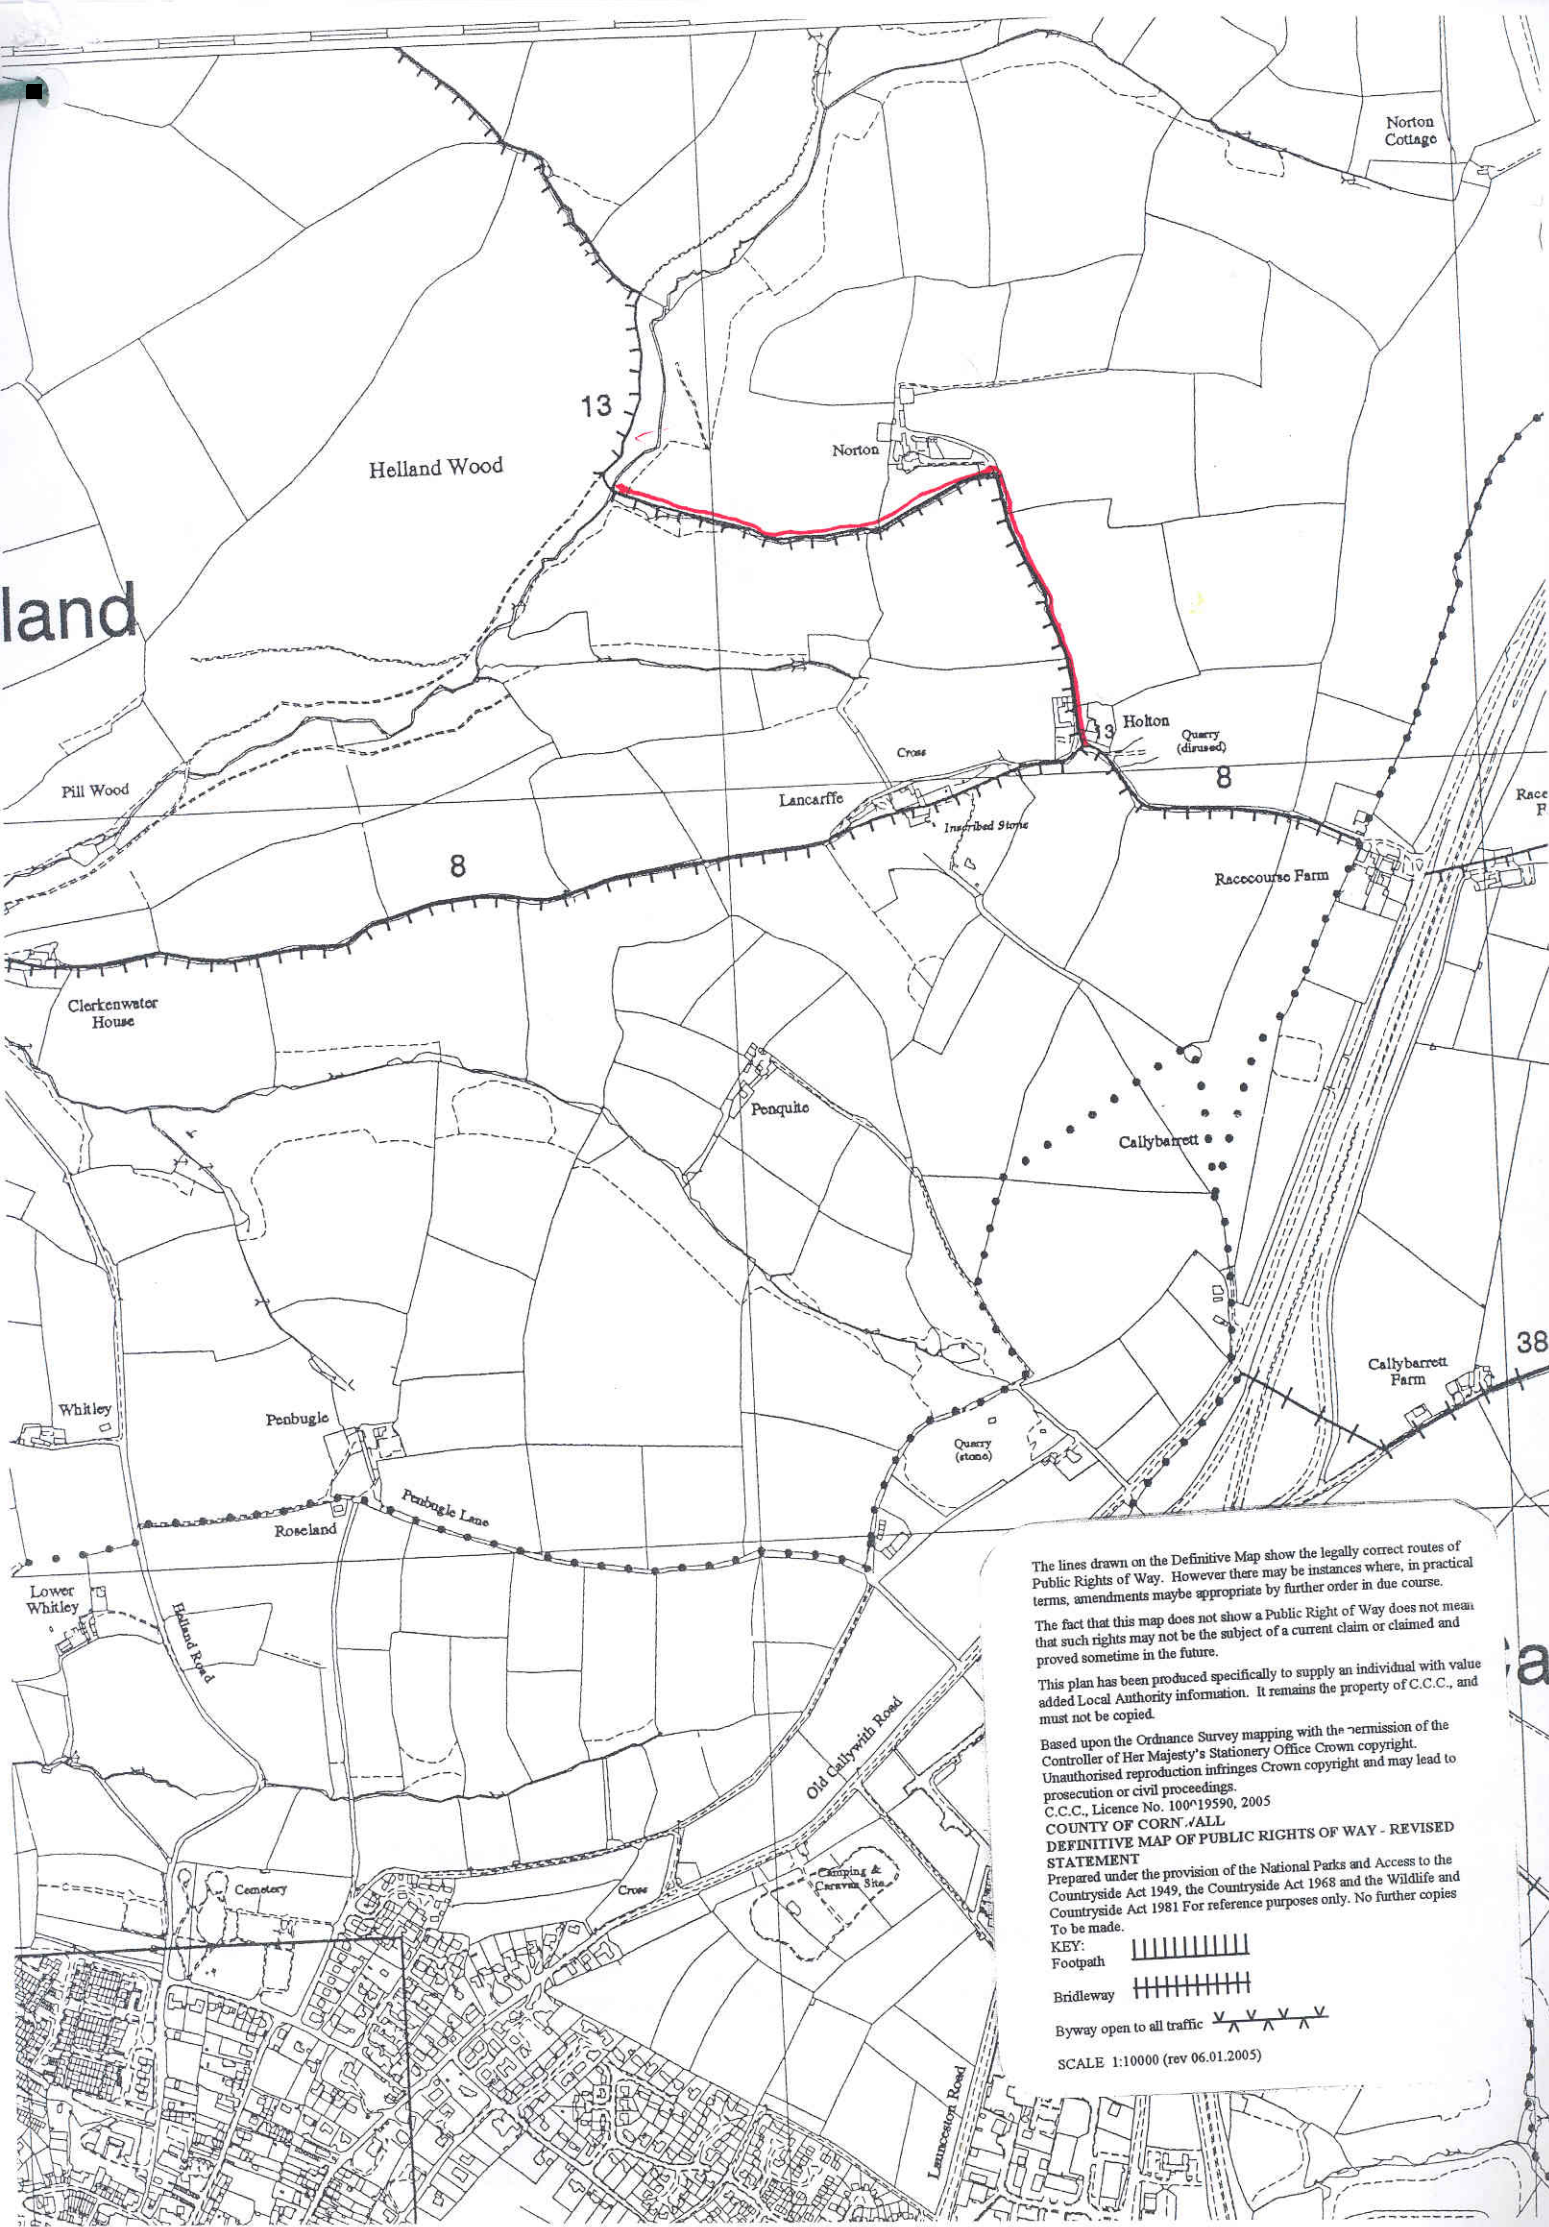 Norton
Cottage
13
Helland Wood
Norton
land
Holton
13
Quarry
(disused)
Cross
8
Pill Wood
Lancarffe
Race
F
Inscribed Stone
8
Racecourse Farm
Clerkenwater
House
Penquite
Callybarrett
38
Callybarrett
Farm
Whitley
Penbugle
Quarry
(stone)
Penbugle Lane
Roseland
Lower
Whitley
Helland Road
Old Callywith Road
Camping &
Caravan Site
Cemetery
Cross
Launceston Road
The lines drawn on the Definitive Map show the legally correct routes of
Public Rights of Way. However there may be instances where, in practical
terms, amendments maybe appropriate by further order in due course.
The fact that this map does not show a Public Right of Way does not mean
that such rights may not be the subject of a current claim or claimed and
proved sometime in the future.
This plan has been produced specifically to supply an individual with value
added Local Authority information. It remains the property of C.C.C., and
must not be copied.
Based upon the Ordnance Survey mapping with the permission of the
Controller of Her Majesty's Stationery Office Crown copyright.
Unauthorised reproduction infringes Crown copyright and may lead to
prosecution or civil proceedings.
C.C.C., Licence No. 100019590, 2005
COUNTY OF CORNWALL
DEFINITIVE MAP OF PUBLIC RIGHTS OF WAY - REVISED
STATEMENT
Prepared under the provision of the National Parks and Access to the
Countryside Act 1949, the Countryside Act 1968 and the Wildlife and
Countryside Act 1981 For reference purposes only. No further copies
To be made.
KEY:
Footpath
Bridleway
Byway open to all traffic
SCALE 1:10000 (rev 06.01.2005)